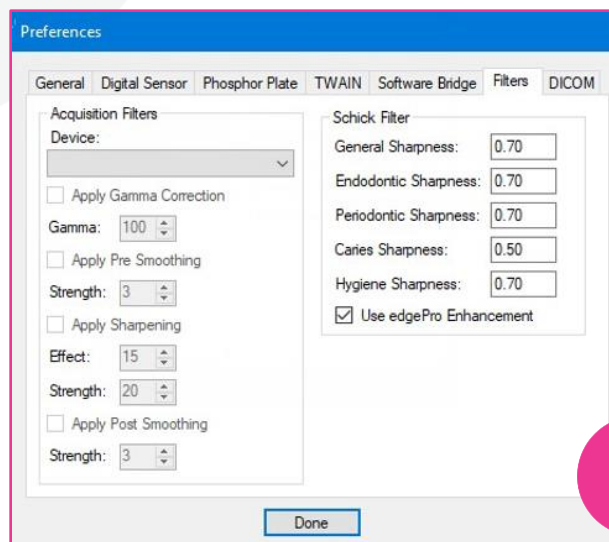 Preferences
General Digital Sensor Phosphor Plate TWAIN Software Bridge Filters DICOM
Acquisition Filters
Device:
Apply Gamma Correction
Gamma: 100
Apply Pre Smoothing
Strength: 3
Apply Sharpening
Effect: 15
Strength: 20
Apply Post Smoothing
Strength: 3
Schick Filter
General Sharpness: 0.70
Endodontic Sharpness: 0.70
Periodontic Sharpness: 0.70
Caries Sharpness: 0.50
Hygiene Sharpness: 0.70
Use edgePro Enhancement
Done